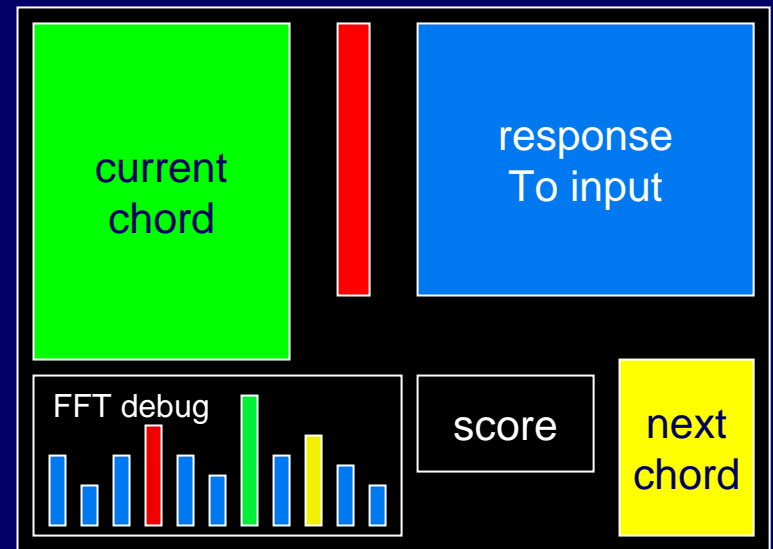 current
chord
response
To input
FFT debug
score
next
chord